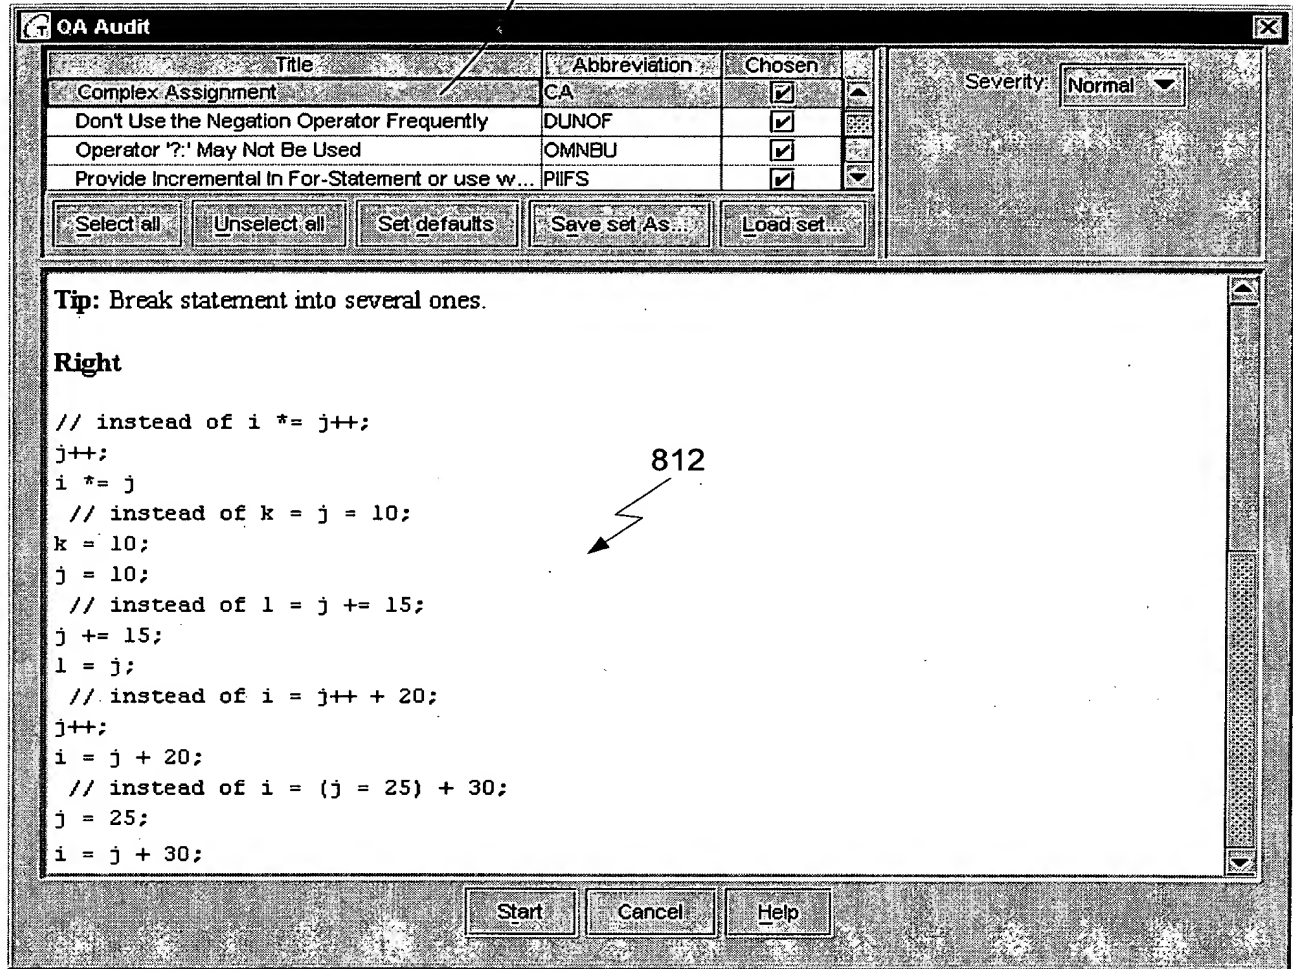 QA Audit
Title Abbreviation Chosen
Complex Assignment CA
Don't Use the Negation Operator Frequently DUNOF
Operator '?:' May Not Be Used OMNBU
Provide Incremental In For-Statement or use w... PIIFS
Severity: Normal
Select all Unselect all Set defaults Save set As... Load set...
Tip: Break statement into several ones.
Right
// instead of i *= j++;
j++;
i *= j
// instead of k = j = 10;
k = 10;
j = 10;
// instead of l = j += 15;
j += 15;
l = j;
// instead of i = j++ + 20;
j++;
i = j + 20;
// instead of i = (j = 25) + 30;
j = 25;
i = j + 30;
812
Start Cancel Help